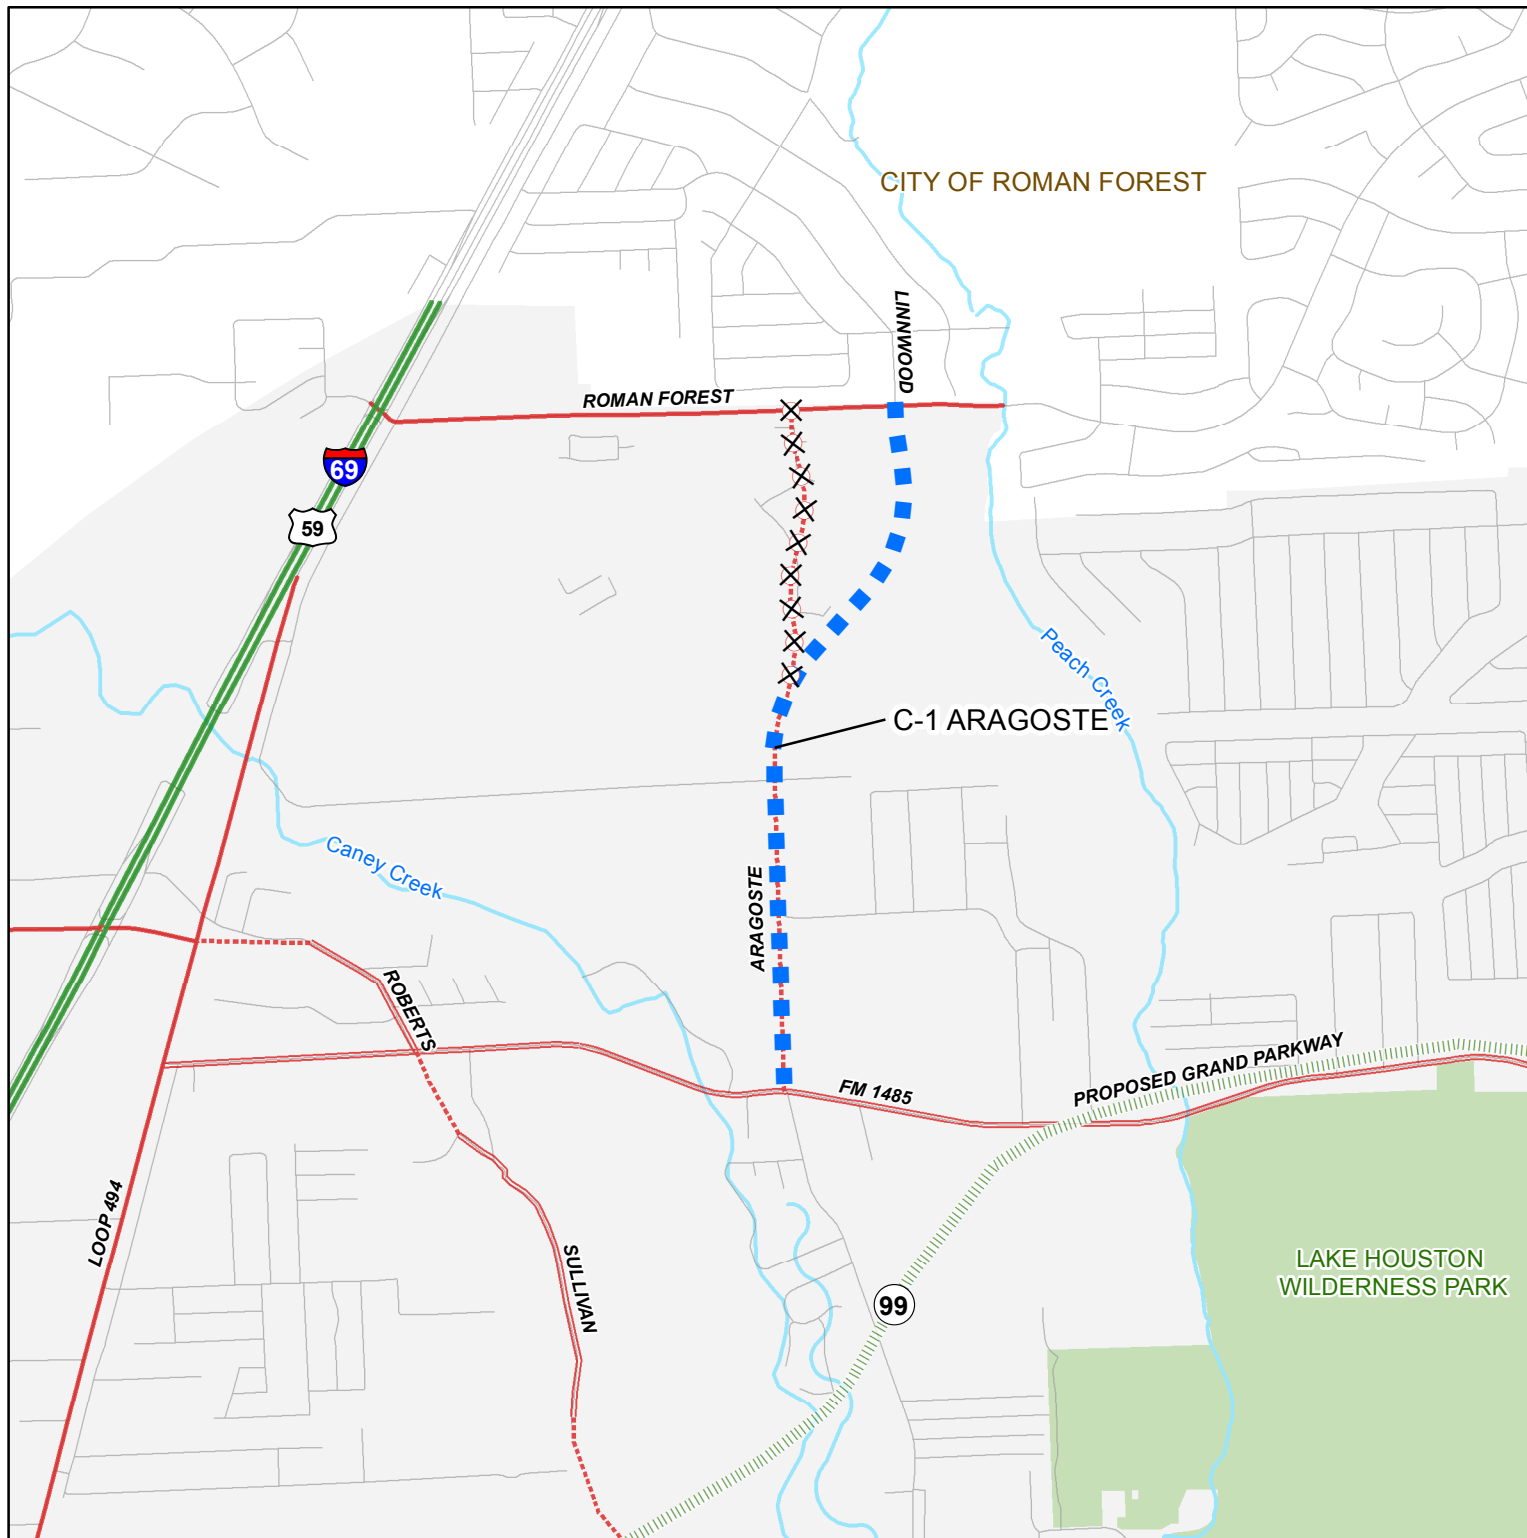 CITY OF ROMAN FOREST
LINNWOOD
ROMAN FOREST
69
59
Peach Creek
C-1 ARAGOSTE
Caney Creek
ARAGOSTE
ROBERTS
PROPOSED GRAND PARKWAY
FM 1485
LOOP 494
SULLIVAN
LAKE HOUSTON
WILDERNESS PARK
99